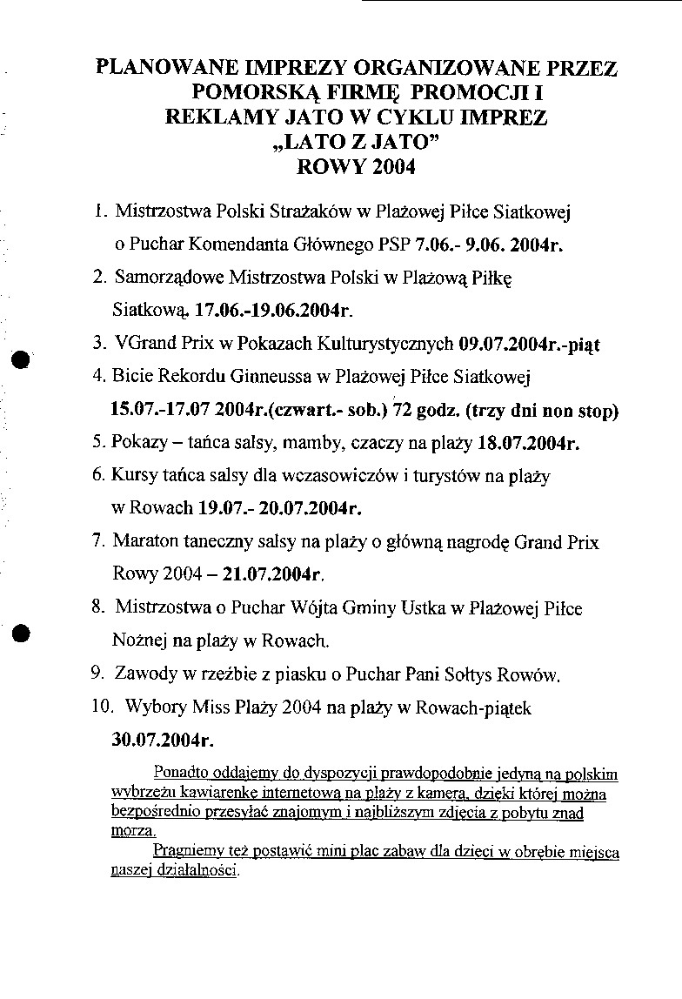 PLANOWANE IMPREZY ORGANIZOWANE PRZEZ
POMORSKĄ FIRMĘ PROMOCJI I
REKLAMY JATO W CYKLU IMPREZ
„LATO Z JATO”
ROWY 2004
1. Mistrzostwa Polski Strażaków w Plażowej Piłce Siatkowej
o Puchar Komendanta Głównego PSP 7.06.- 9.06. 2004r.
2. Samorządowe Mistrzostwa Polski w Plażową Piłkę
Siatkową. 17.06.-19.06.2004r.
3. VGrand Prix w Pokazach Kulturystycznych 09.07.2004r.-piąt
4. Bicie Rekordu Ginneussa w Plażowej Piłce Siatkowej
15.07.-17.07 2004r.(czwart.- sob.) 72 godz. (trzy dni non stop)
5. Pokazy – tańca salsy, mamby, czaczy na plaży 18.07.2004r.
6. Kursy tańca salsy dla wczasowiczów i turystów na plaży
w Rowach 19.07.- 20.07.2004r.
7. Maraton taneczny salsy na plaży o główną nagrodę Grand Prix
Rowy 2004 – 21.07.2004r.
8. Mistrzostwa o Puchar Wójta Gminy Ustka w Plażowej Piłce
Nożnej na plaży w Rowach.
9. Zawody w rzeźbie z piasku o Puchar Pani Sołtys Rowów.
10. Wybory Miss Plaży 2004 na plaży w Rowach-piątek
30.07.2004r.
Ponadto oddajemy do dyspozycji prawdopodobnie jedyną na polskim
wybrzeżu kawiarenkę internetową na plaży z kamerą, dzięki której można
bezpośrednio przesyłać znajomym i najbliższym zdjęcia z pobytu znad
morza.
Pragniemy też postawić mini plac zabaw dla dzieci w obrębie miejsca
naszej działalności.